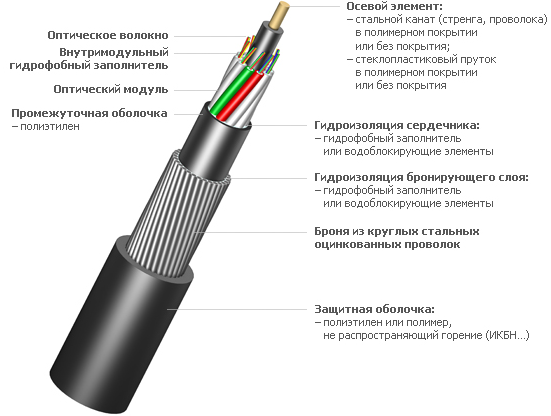 Осевой элемент:
– стальной канат (стренга, проволока)
в полимерном покрытии
или без покрытия;
– стеклопластиковый пруток
в полимерном покрытии
или без покрытия
Оптическое волокно
Внутримодульный
гидрофобный заполнитель
Оптический модуль
Промежуточная оболочка
– полиэтилен
Гидроизоляция сердечника:
– гидрофобный заполнитель
или водоблокирующие элементы
Гидроизоляция бронирующего слоя:
– гидрофобный заполнитель
или водоблокирующие элементы
Броня из круглых стальных
оцинкованных проволок
Защитная оболочка:
– полиэтилен или полимер,
не распространяющий горение (ИКБН...)